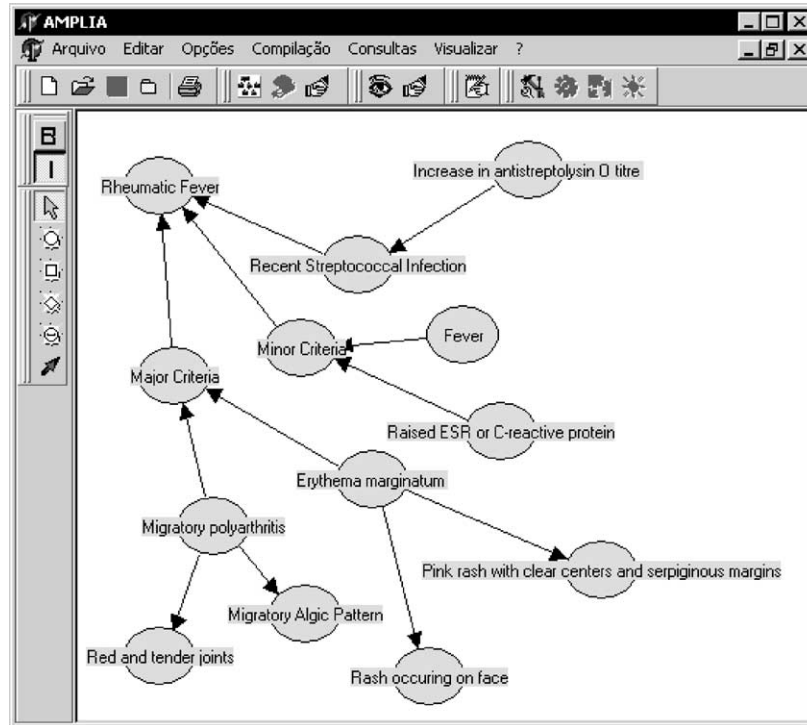 AMPLIA
Arquivo Editar Opções Compilação Consultas Visualizar ?
B
I
Rheumatic Fever
Increase in antistreptolysin O titre
Recent Streptococcal Infection
Minor Criteria
Fever
Major Criteria
Raised ESR or C-reactive protein
Erythema marginatum
Migratory polyarthritis
Pink rash with clear centers and serpiginous margins
Migratory Algic Pattern
Red and tender joints
Rash occuring on face